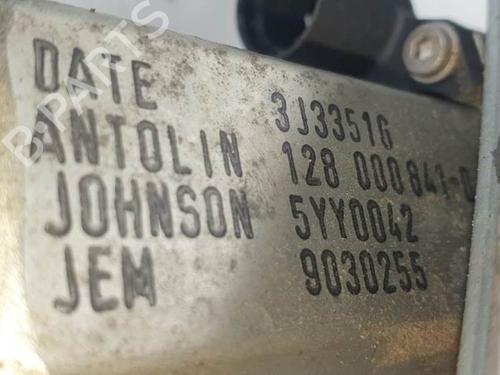 DATE 3J33516
ANTOLIN 128 000841-0
JOHNSON 5YY0042
JEM 9030255
B-PARTS